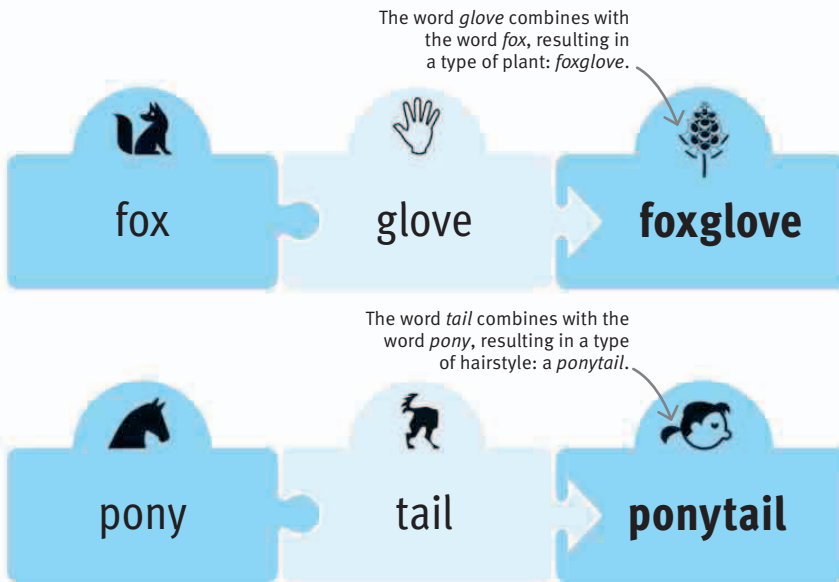 The word glove combines with
the word fox, resulting in
a type of plant: foxglove.
fox glove foxglove
The word tail combines with the
word pony, resulting in a type
of hairstyle: a ponytail.
pony tail ponytail